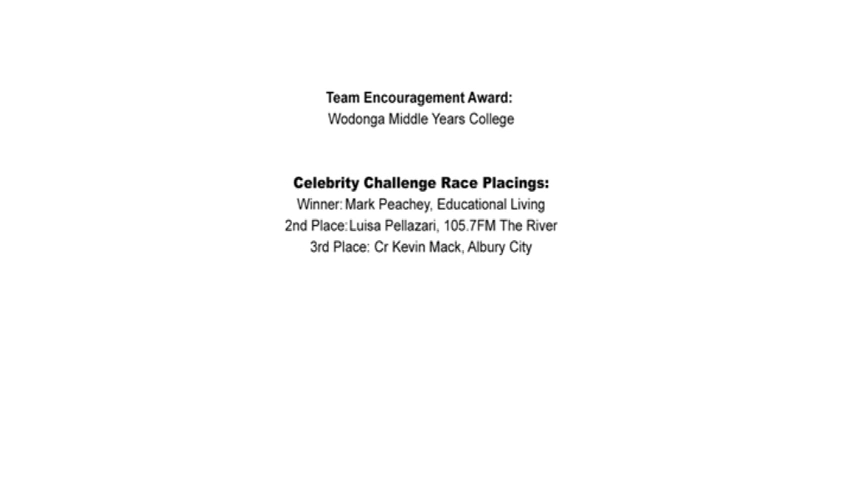 Team Encouragement Award:
Wodonga Middle Years College
Celebrity Challenge Race Placings:
Winner: Mark Peachey, Educational Living
2nd Place: Luisa Pellazari, 105.7FM The River
3rd Place: Cr Kevin Mack, Albury City